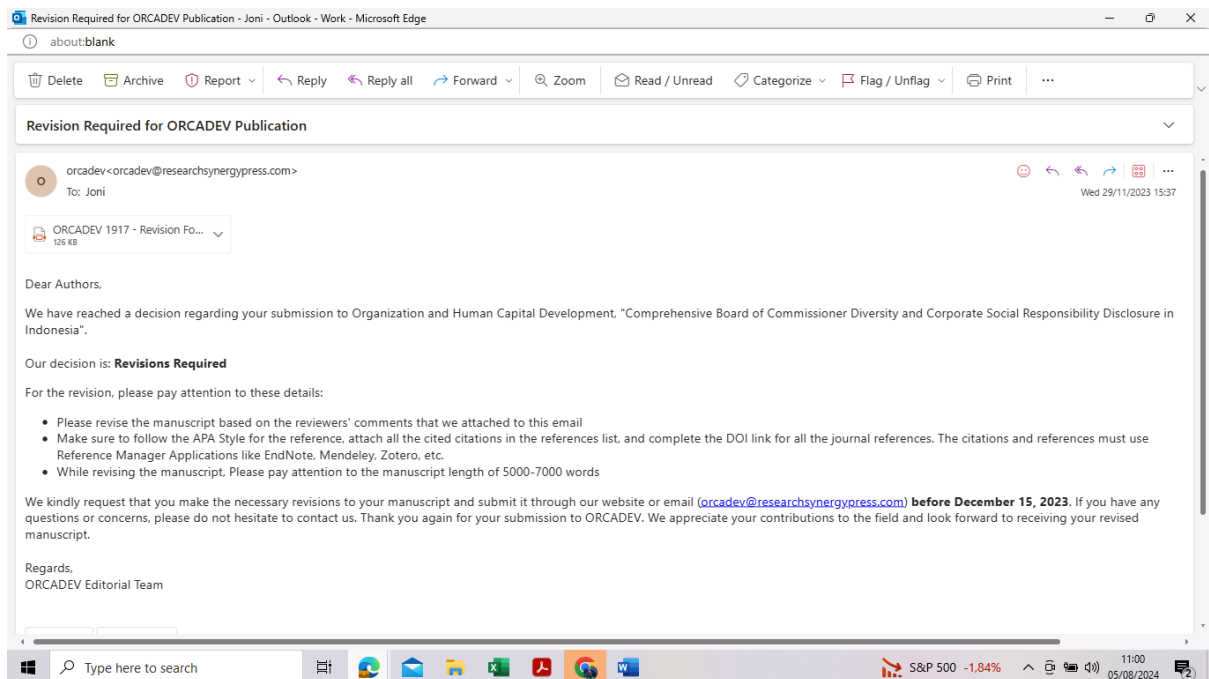 Revision Required for ORCADEV Publication - Joni - Outlook - Work - Microsoft Edge
about:blank
Delete Archive Report Reply Reply all Forward Zoom Read / Unread Categorize Flag / Unflag Print ...
Revision Required for ORCADEV Publication
O
orcadev<orcadev@researchsynergypress.com>
To: Joni
Wed 29/11/2023 15:37
ORCADEV 1917 - Revision Fo...
126 KB
Dear Authors,
We have reached a decision regarding your submission to Organization and Human Capital Development, "Comprehensive Board of Commissioner Diversity and Corporate Social Responsibility Disclosure in
Indonesia".
Our decision is: Revisions Required
For the revision, please pay attention to these details:
• Please revise the manuscript based on the reviewers' comments that we attached to this email
• Make sure to follow the APA Style for the reference, attach all the cited citations in the references list, and complete the DOI link for all the journal references. The citations and references must use
Reference Manager Applications like EndNote, Mendeley, Zotero, etc.
• While revising the manuscript, Please pay attention to the manuscript length of 5000-7000 words
We kindly request that you make the necessary revisions to your manuscript and submit it through our website or email (orcadev@researchsynergypress.com) before December 15, 2023. If you have any
questions or concerns, please do not hesitate to contact us. Thank you again for your submission to ORCADEV. We appreciate your contributions to the field and look forward to receiving your revised
manuscript.
Regards,
ORCADEV Editorial Team
Type here to search
S&P 500 -1,84%
11:00
05/08/2024
2